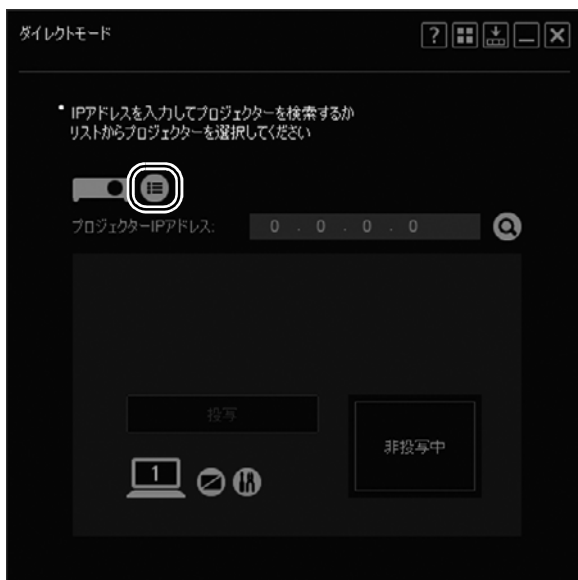 ダイレクトモード
?
* IPアドレスを入力してプロジェクターを検索するか
リストからプロジェクターを選択してください
プロジェクターIPアドレス: 0 . 0 . 0 . 0
投写
非投写中
1